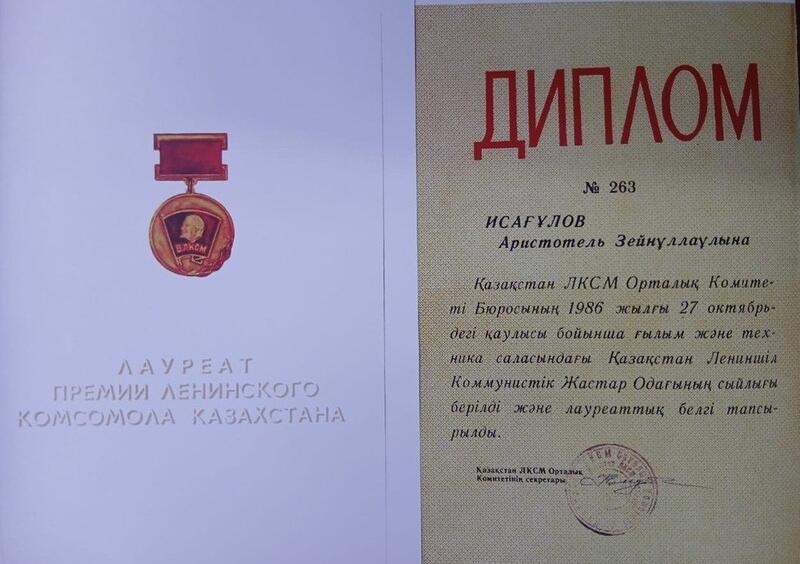 ВЛКСМ
ЛАУРЕАТ
ПРЕМИИ ЛЕНИНСКОГО
КОМСОМОЛА КАЗАХСТАНА
ДИПЛОМ
№ 263
ИСАҒҰЛОВ
Аристотель Зейнұллаұлына
Қазақстан ЛКСМ Орталық Комите-
ті Бюросының 1986 жылғы 27 октябрь-
дегі қаулысы бойынша ғылым және тех-
ника саласындағы Қазақстан Лениншіл
Коммунистік Жастар Одағының сыйлығы
берілді және лауреаттық белгі тапсы-
рылды.
Қазақстан ЛКСМ Орталық
Комитетінің секретары